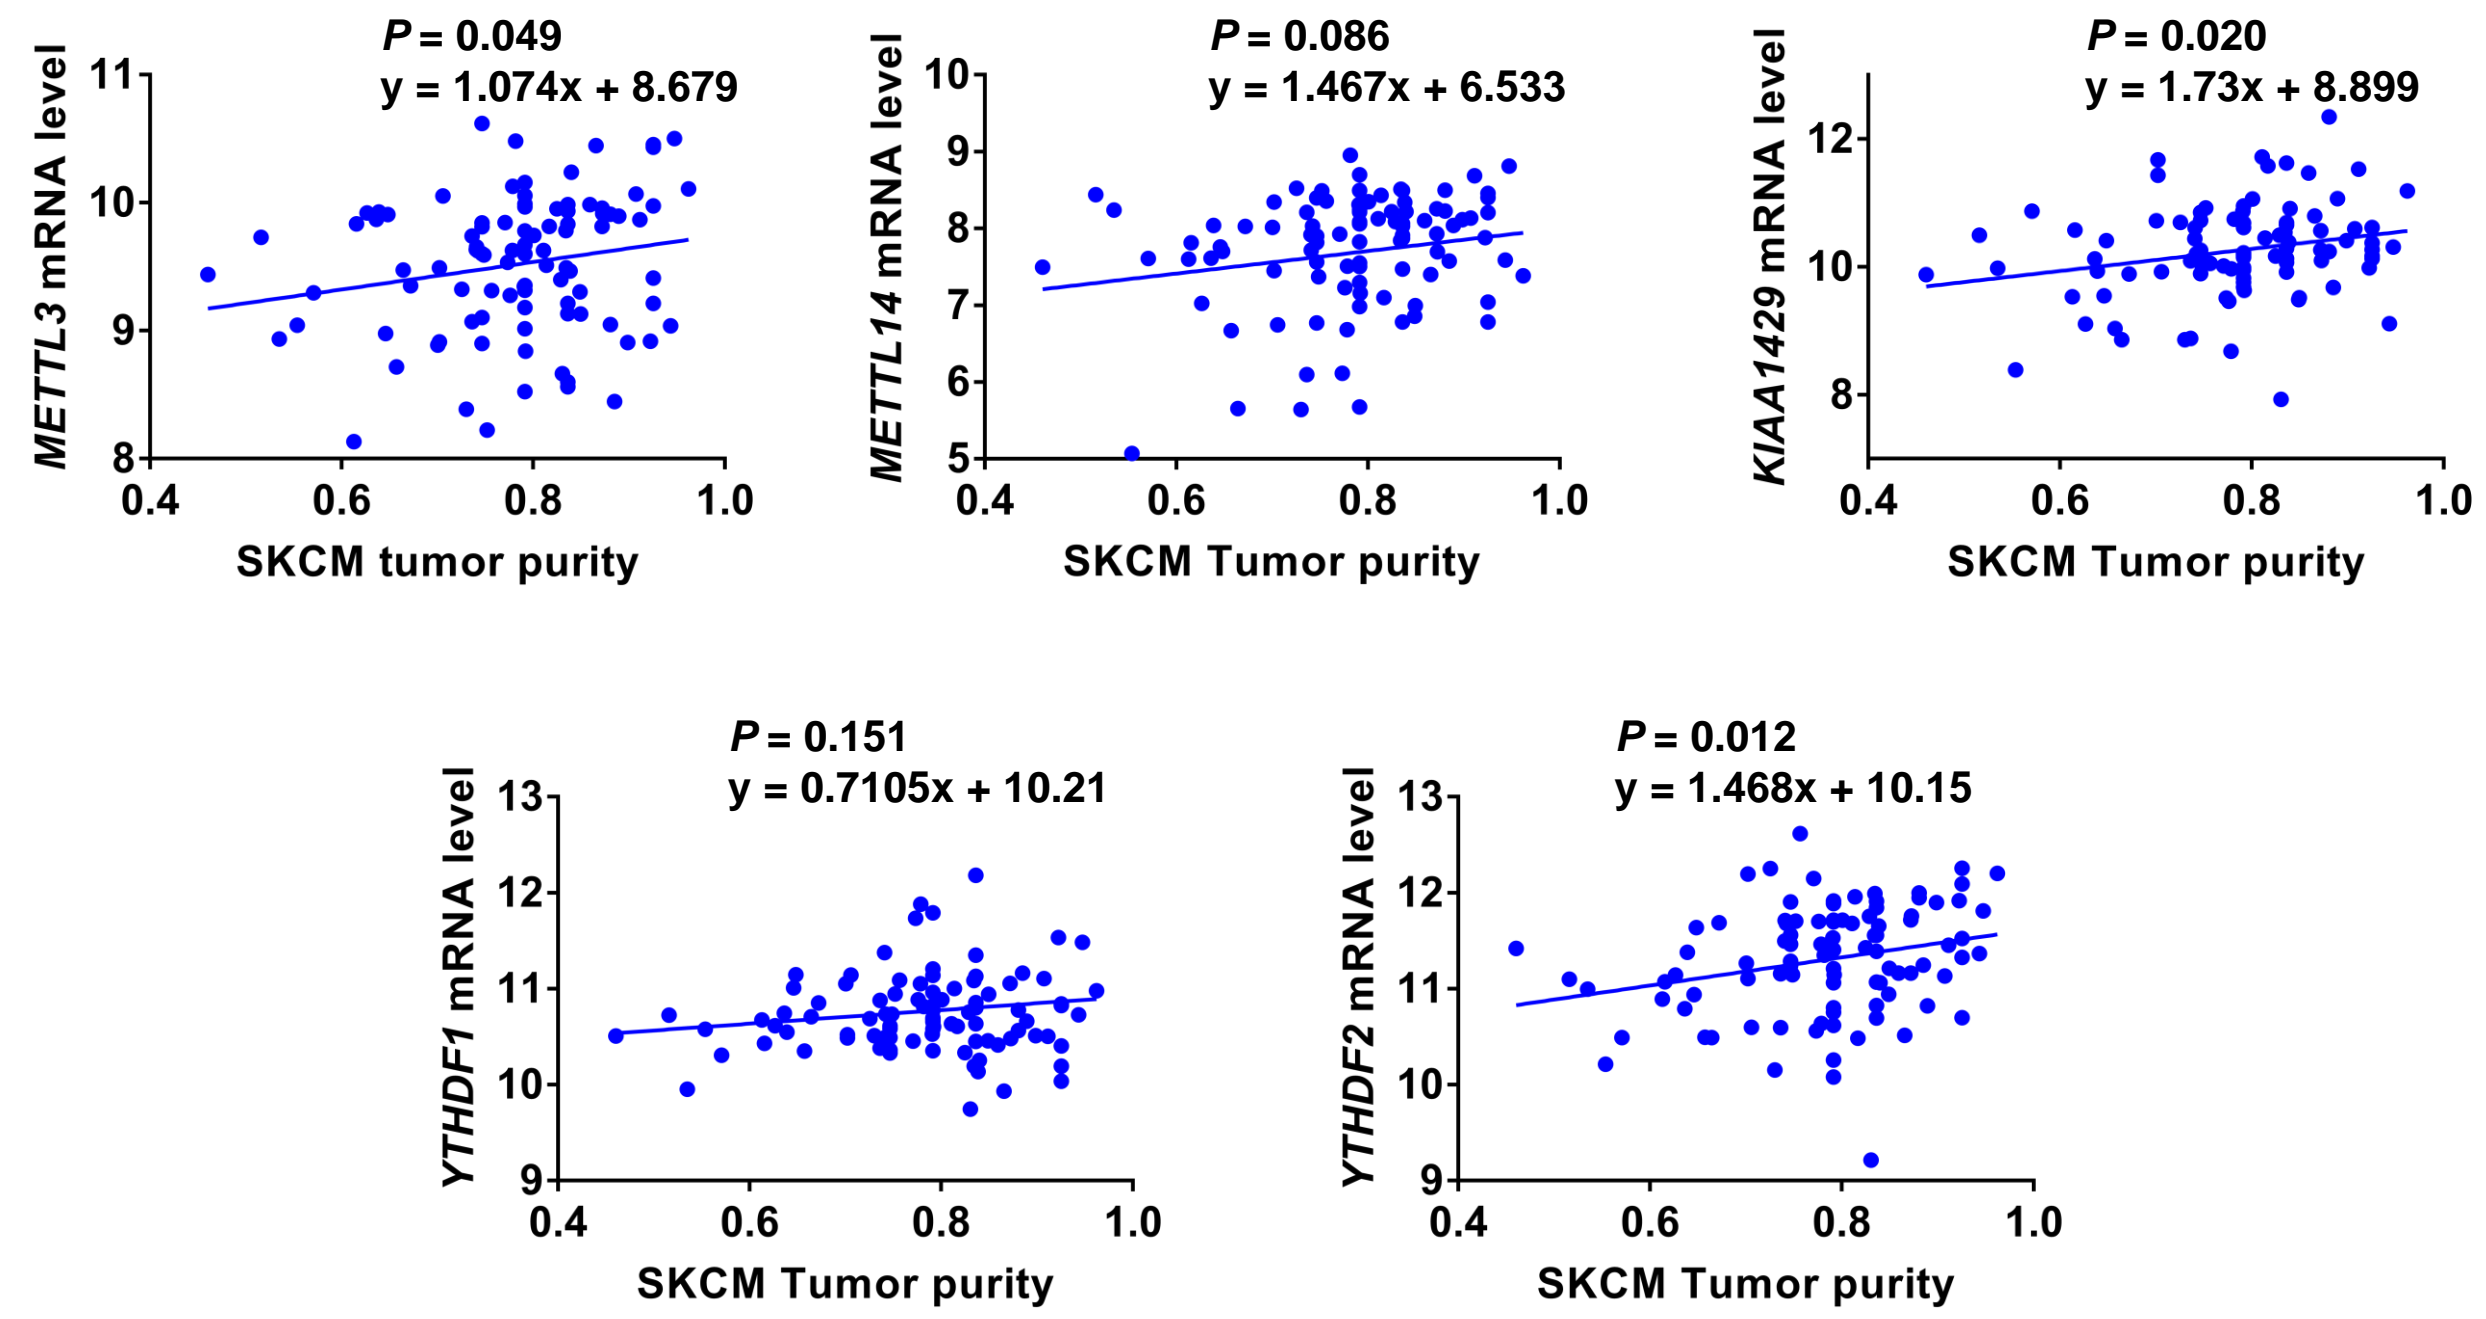 P = 0.049
y = 1.074x + 8.679
METTL3 mRNA level
11
10
9
8
0.4 0.6 0.8 1.0
SKCM tumor purity
P = 0.086
y = 1.467x + 6.533
METTL14 mRNA level
10
9
8
7
6
5
0.4 0.6 0.8 1.0
SKCM Tumor purity
P = 0.020
y = 1.73x + 8.899
KIAA1429 mRNA level
12
10
8
0.4 0.6 0.8 1.0
SKCM Tumor purity
P = 0.151
y = 0.7105x + 10.21
YTHDF1 mRNA level
13
12
11
10
9
0.4 0.6 0.8 1.0
SKCM Tumor purity
P = 0.012
y = 1.468x + 10.15
YTHDF2 mRNA level
13
12
11
10
9
0.4 0.6 0.8 1.0
SKCM Tumor purity